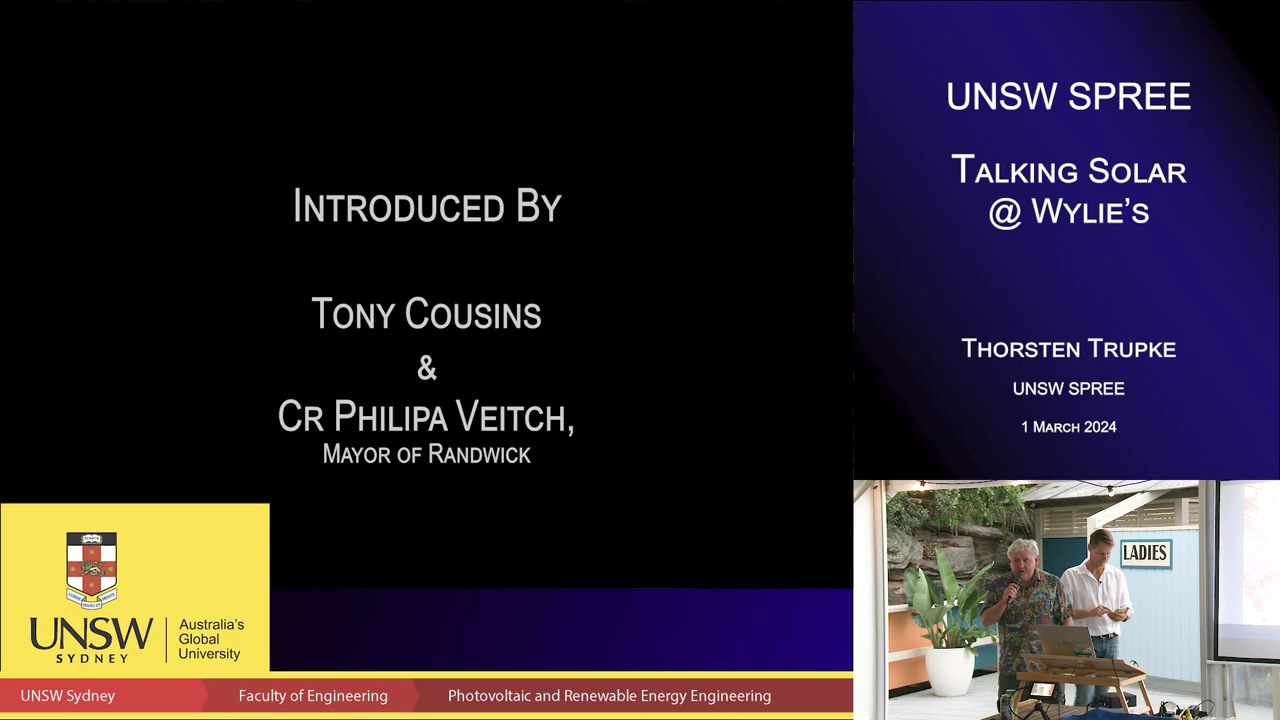 INTRODUCED BY
TONY COUSINS
&
CR PHILIPA VEITCH,
MAYOR OF RANDWICK
UNSW
SYDNEY
Australia's
Global
University
UNSW Sydney
Faculty of Engineering
Photovoltaic and Renewable Energy Engineering
UNSW SPREE
TALKING SOLAR
@ WYLIE'S
THORSTEN TRUPKE
UNSW SPREE
1 MARCH 2024
LADIES